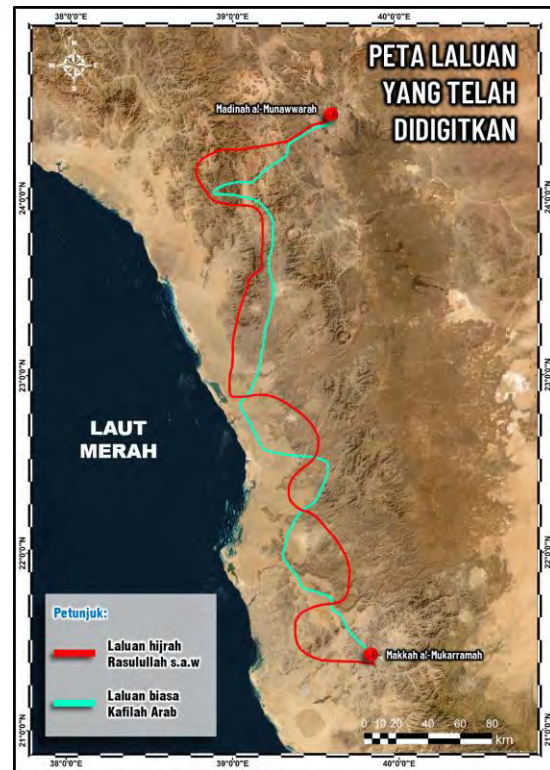 38°0'0"E
39°0'0"E
40°0'0"E
N
W
E
S
PETA LALUAN
YANG TELAH
DIDIGITKAN
Madinah al-Munawwarah
24°0'0"N
24°0'0"N
23°0'0"N
23°0'0"N
LAUT
MERAH
22°0'0"N
22°0'0"N
Petunjuk:
Laluan hijrah
Rasulullah s.a.w
Laluan biasa
Kafilah Arab
Makkah al-Mukarramah
0 10 20 40 60 80
km
21°0'0"N
21°0'0"N
38°0'0"E
39°0'0"E
40°0'0"E